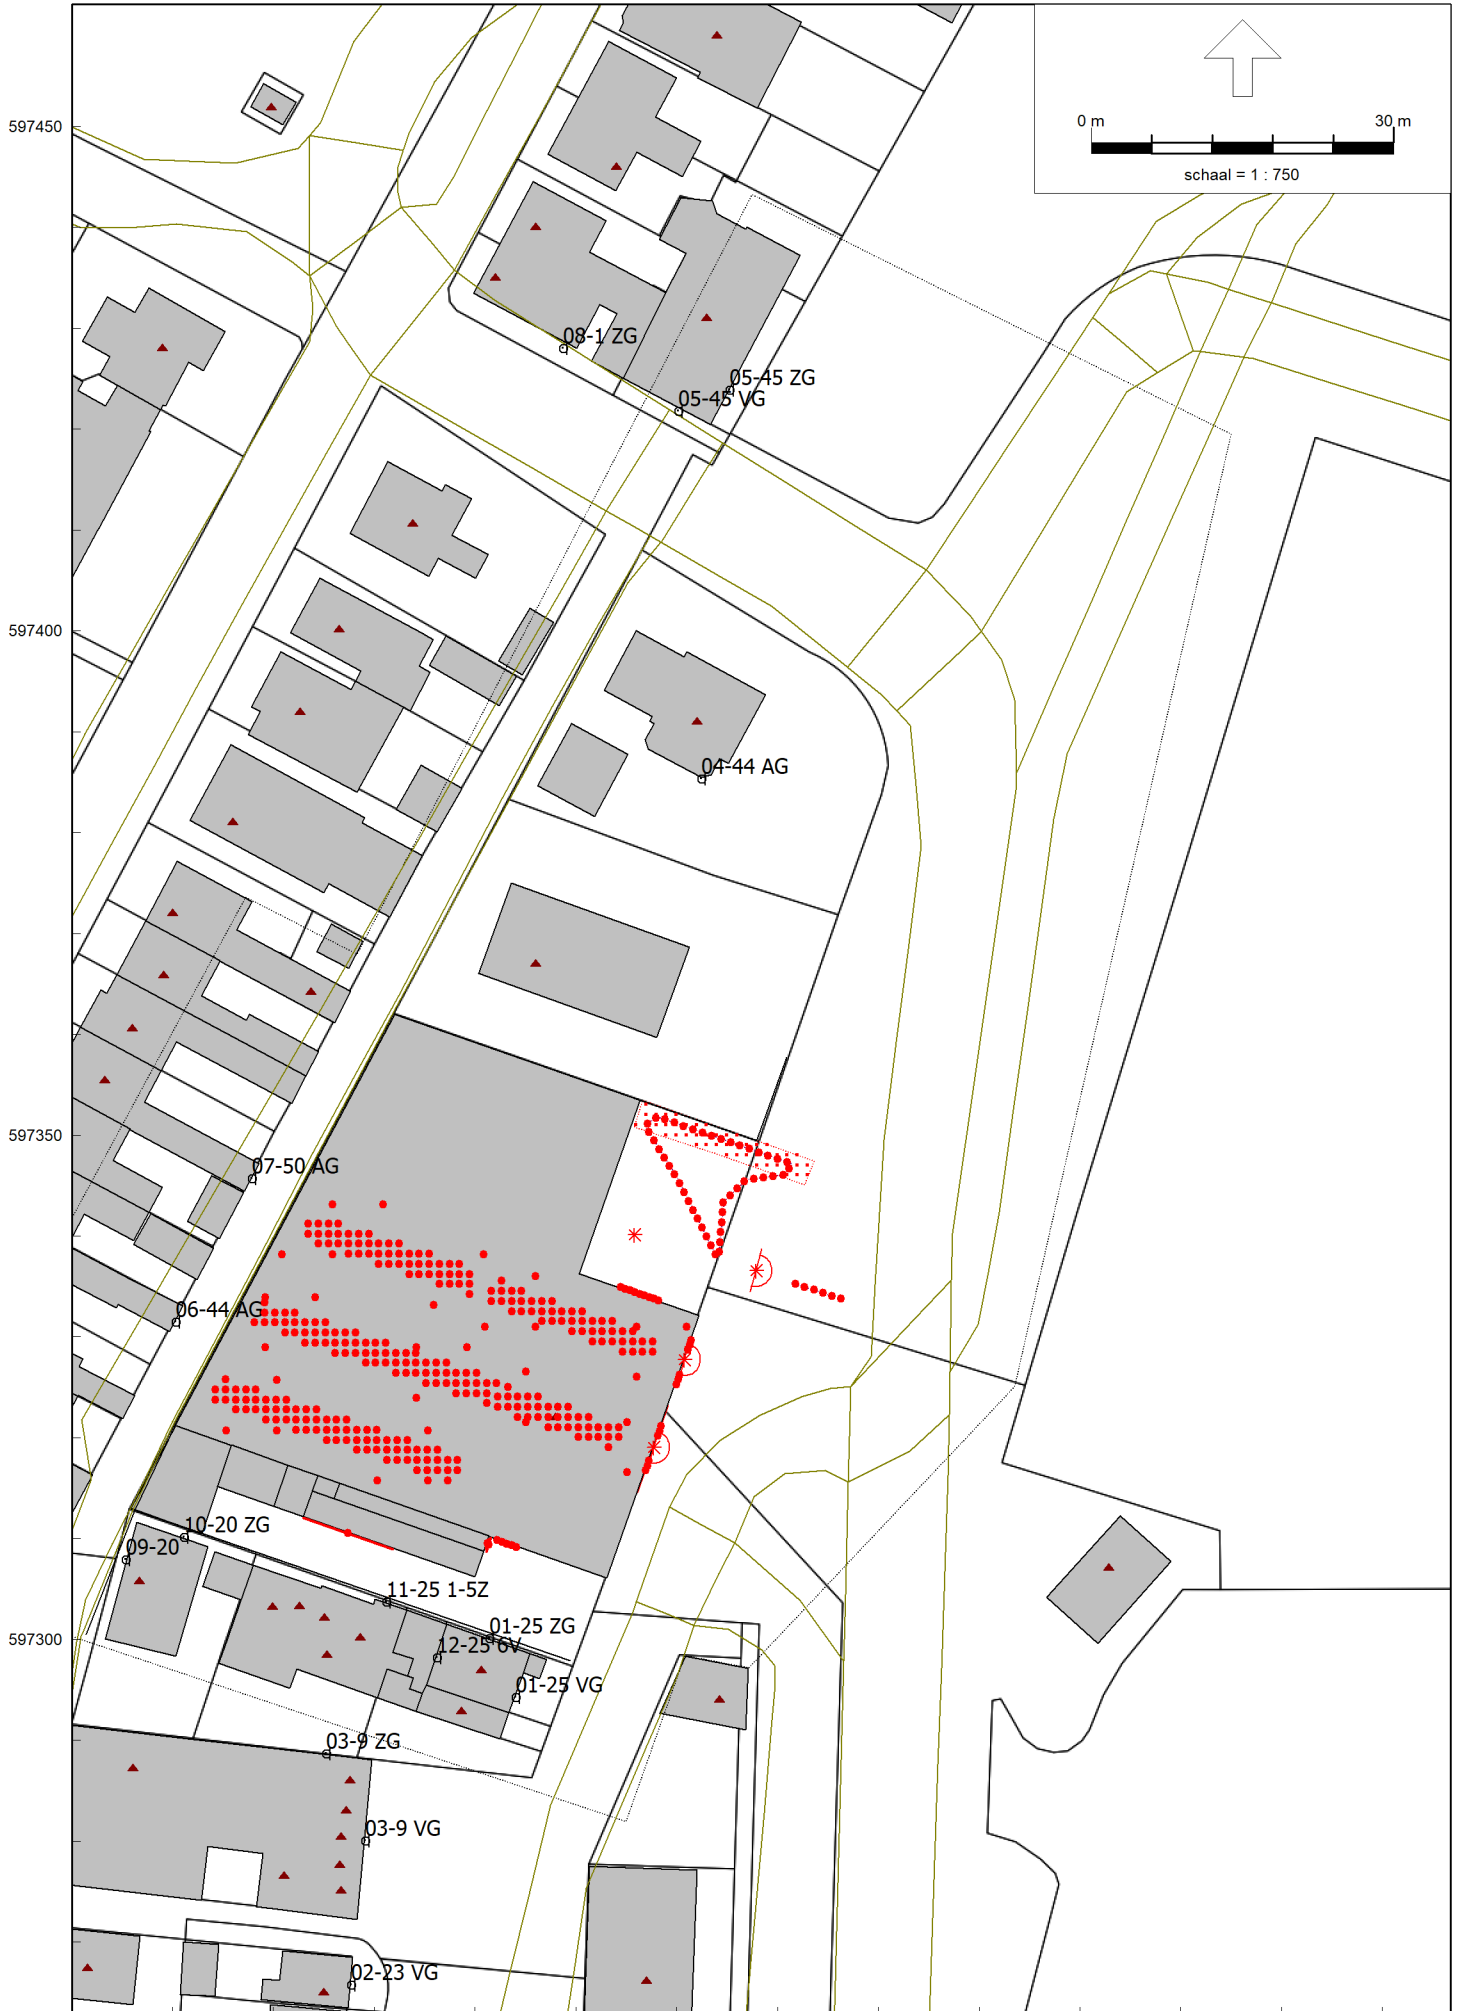 0 m 30 m
schaal = 1 : 750
597450
08-1 ZG
05-45 ZG
05-45 VG
597400
04-44 AG
597350
07-50 AG
06-44 AG
10-20 ZG
09-20
11-25 1-5Z
01-25 ZG
597300
12-25 6V
01-25 VG
03-9 ZG
03-9 VG
02-23 VG